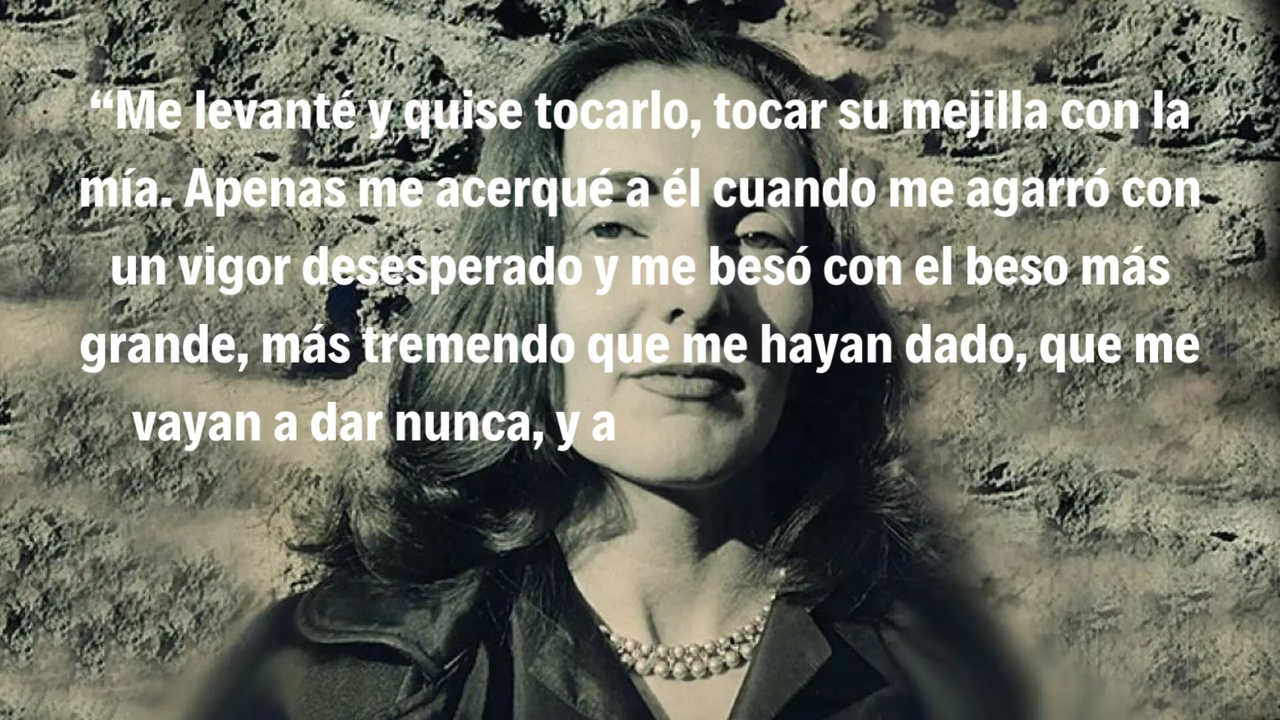 “Me levanté y quise tocarlo, tocar su mejilla con la
mía. Apenas me acerqué a él cuando me agarró con
un vigor desesperado y me besó con el beso más
grande, más tremendo que me hayan dado, que me
vayan a dar nunca, y a